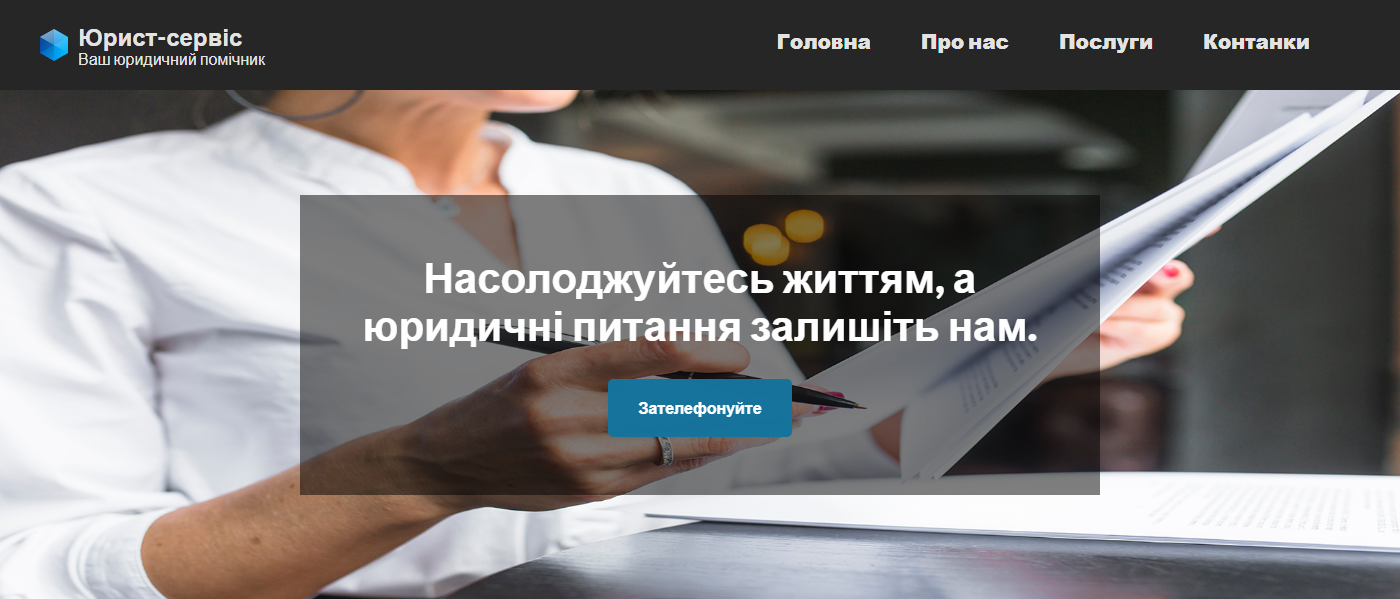 Юрист-сервіс
Ваш юридичний помічник
Головна Про нас Послуги Контанки
Насолоджуйтесь життям, а
юридичні питання залишіть нам.
Зателефонуйте